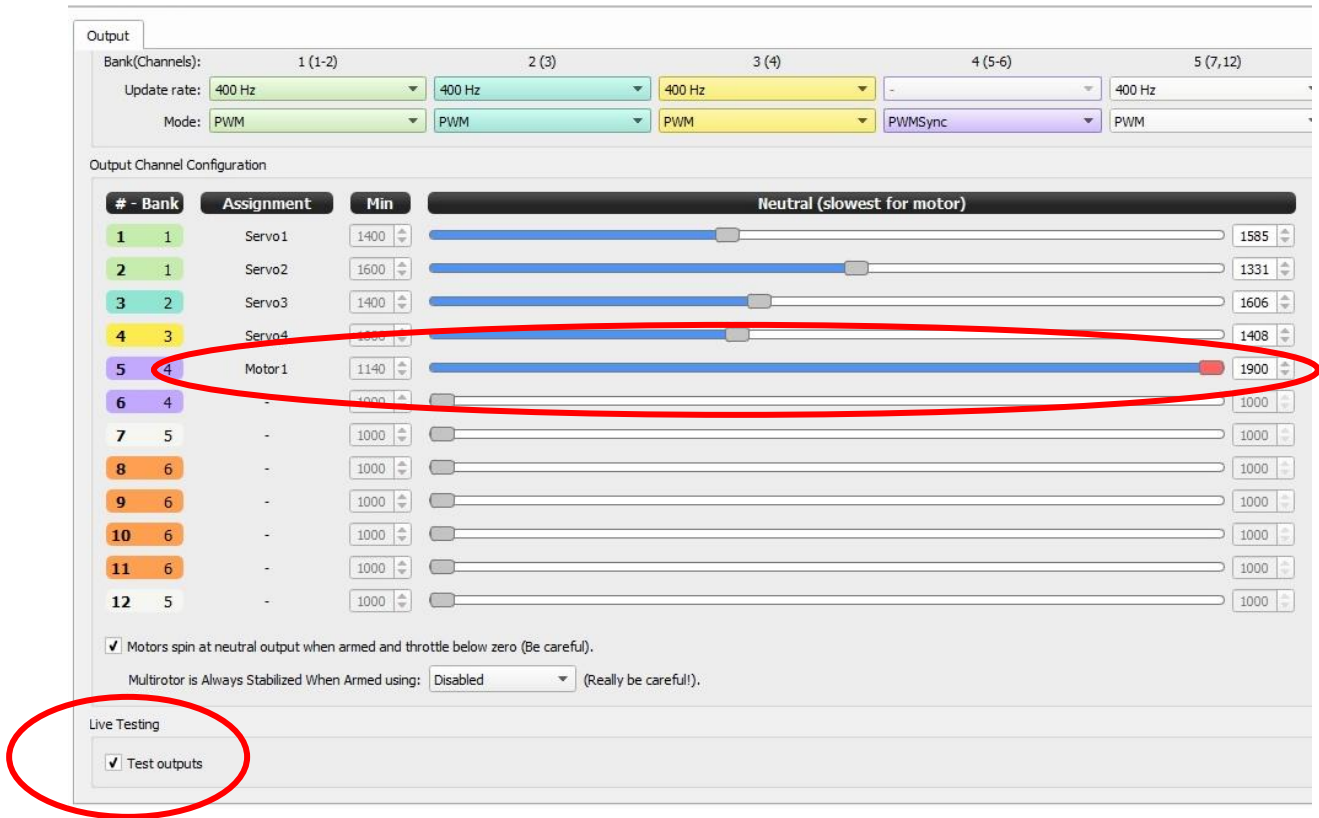 Output
Bank(Channels): 1 (1-2) 2 (3) 3 (4) 4 (5-6) 5 (7,12)
Update rate: 400 Hz 400 Hz 400 Hz - 400 Hz
Mode: PWM PWM PWM PWMSync PWM
Output Channel Configuration
# - Bank Assignment Min Neutral (slowest for motor)
1 1 Servo1 1400 1585
2 1 Servo2 1600 1331
3 2 Servo3 1400 1606
4 3 Servo4 1408
5 4 Motor1 1140 1900
6 4 - 1000 1000
7 5 - 1000 1000
8 6 - 1000 1000
9 6 - 1000 1000
10 6 - 1000 1000
11 6 - 1000 1000
12 5 - 1000 1000
Motors spin at neutral output when armed and throttle below zero (Be careful).
Multirotor is Always Stabilized When Armed using: Disabled (Really be careful!).
Live Testing
Test outputs